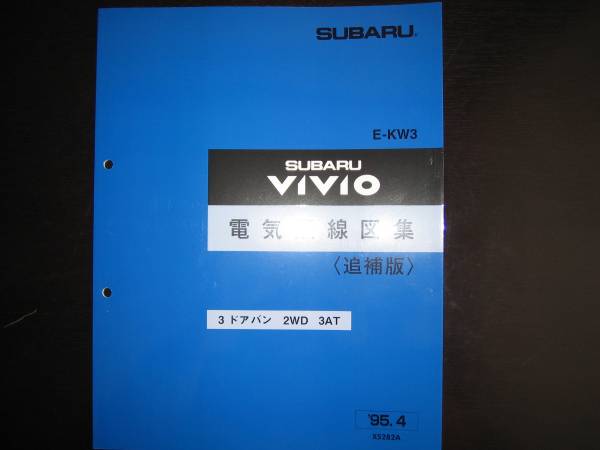 SUBARU®
E-KW3
SUBARU
VIVIO
電気 線図集
〈追補版〉
3ドアバン 2WD 3AT
'95.4
X5282A